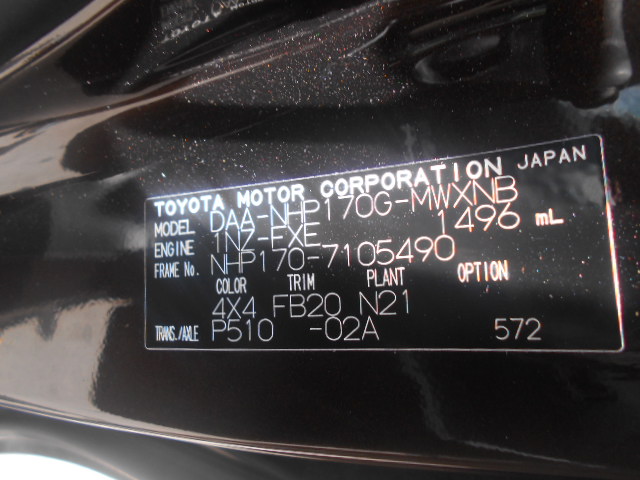 TOYOTA MOTOR CORPORATION JAPAN
MODEL DAA-NHP170G-MWXNB
ENGINE 1NZ-EXE 1496 mL
FRAME No. NHP170-7105490
COLOR TRIM PLANT OPTION
4X4 FB20 N21
TRANS./AXLE P510 -02A 572